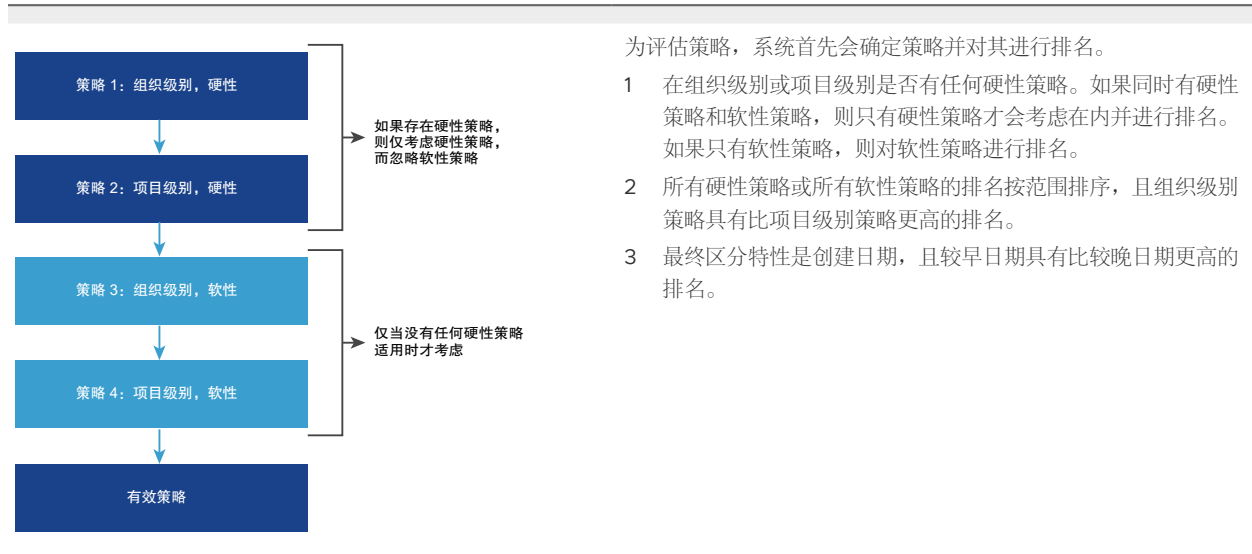 策略 1：组织级别，硬性
策略 2：项目级别，硬性
如果存在硬性策略，
则仅考虑硬性策略，
而忽略软性策略
策略 3：组织级别，软性
策略 4：项目级别，软性
仅当没有任何硬性策略
适用时才考虑
有效策略
为评估策略，系统首先会确定策略并对其进行排名。
1 在组织级别或项目级别是否有任何硬性策略。如果同时有硬性
策略和软性策略，则只有硬性策略才会考虑在内并进行排名。
如果只有软性策略，则对软性策略进行排名。
2 所有硬性策略或所有软性策略的排名按范围排序，且组织级别
策略具有比项目级别策略更高的排名。
3 最终区分特性是创建日期，且较早日期具有比较晚日期更高的
排名。